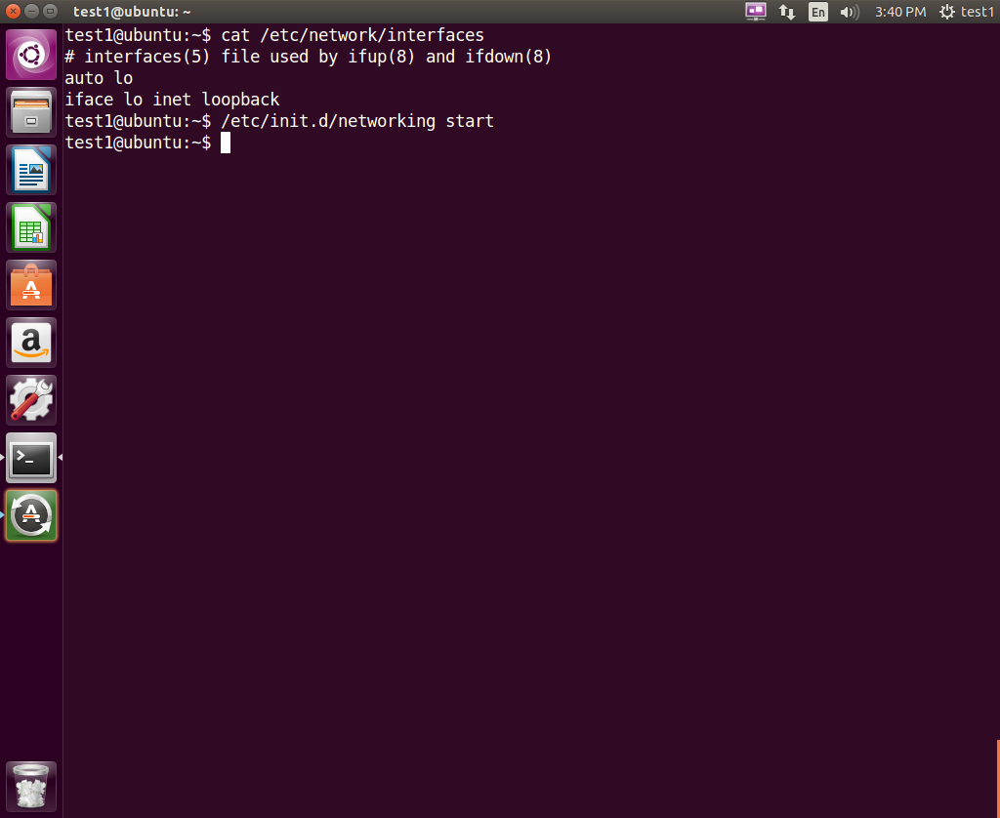 test1@ubuntu: ~
En
3:40 PM
test1
test1@ubuntu:~$ cat /etc/network/interfaces
# interfaces(5) file used by ifup(8) and ifdown(8)
auto lo
iface lo inet loopback
test1@ubuntu:~$ /etc/init.d/networking start
test1@ubuntu:~$